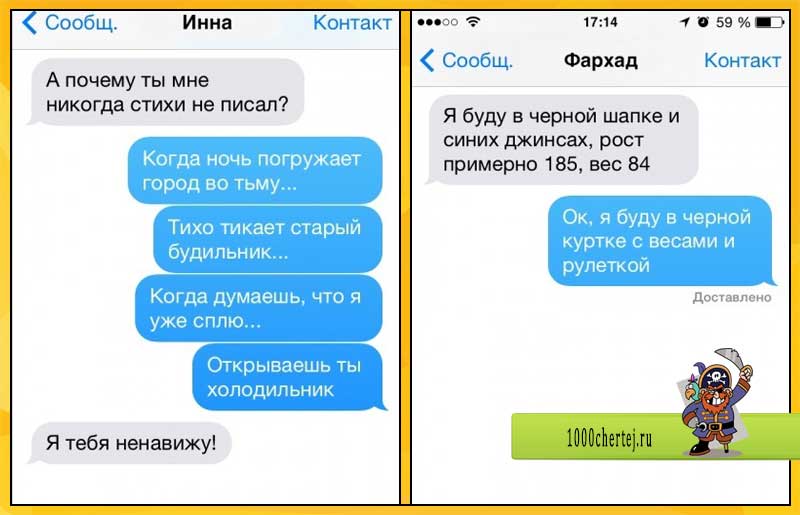 Сообщ. Инна Контакт
А почему ты мне
никогда стихи не писал?
Когда ночь погружает
город во тьму...
Тихо тикает старый
будильник...
Когда думаешь, что я
уже сплю...
Открываешь ты
холодильник
Я тебя ненавижу!
17:14 59 %
Сообщ. Фархад Контакт
Я буду в черной шапке и
синих джинсах, рост
примерно 185, вес 84
Ок, я буду в черной
куртке с весами и
рулеткой
Доставлено
1000chertej.ru